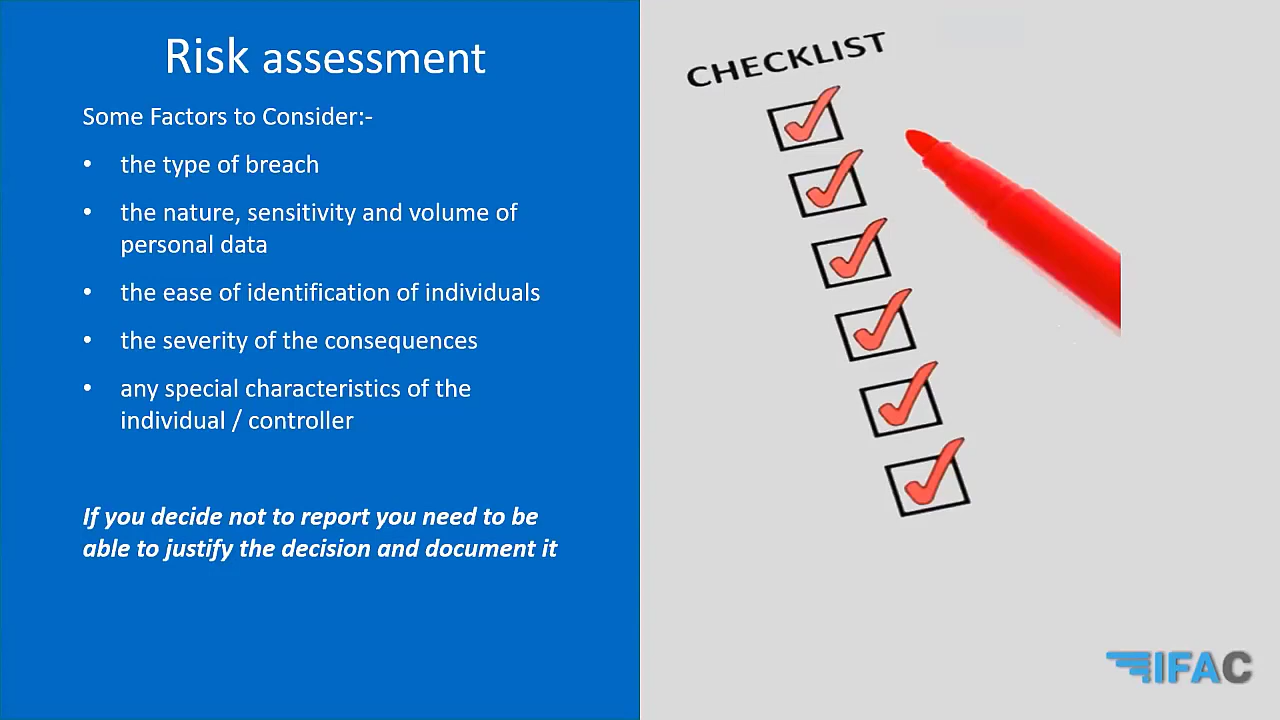 Risk assessment
Some Factors to Consider:-
• the type of breach
• the nature, sensitivity and volume of
personal data
• the ease of identification of individuals
• the severity of the consequences
• any special characteristics of the
individual / controller
If you decide not to report you need to be
able to justify the decision and document it
CHECKLIST
IFAC